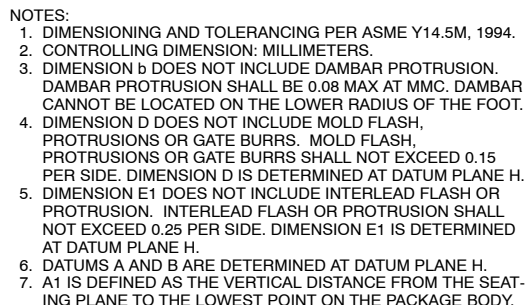 NOTES:
1. DIMENSIONING AND TOLERANCING PER ASME Y14.5M, 1994.
2. CONTROLLING DIMENSION: MILLIMETERS.
3. DIMENSION b DOES NOT INCLUDE DAMBAR PROTRUSION.
DAMBAR PROTRUSION SHALL BE 0.08 MAX AT MMC. DAMBAR
CANNOT BE LOCATED ON THE LOWER RADIUS OF THE FOOT.
4. DIMENSION D DOES NOT INCLUDE MOLD FLASH,
PROTRUSIONS OR GATE BURRS. MOLD FLASH,
PROTRUSIONS OR GATE BURRS SHALL NOT EXCEED 0.15
PER SIDE. DIMENSION D IS DETERMINED AT DATUM PLANE H.
5. DIMENSION E1 DOES NOT INCLUDE INTERLEAD FLASH OR
PROTRUSION. INTERLEAD FLASH OR PROTRUSION SHALL
NOT EXCEED 0.25 PER SIDE. DIMENSION E1 IS DETERMINED
AT DATUM PLANE H.
6. DATUMS A AND B ARE DETERMINED AT DATUM PLANE H.
7. A1 IS DEFINED AS THE VERTICAL DISTANCE FROM THE SEAT-
ING PLANE TO THE LOWEST POINT ON THE PACKAGE BODY.